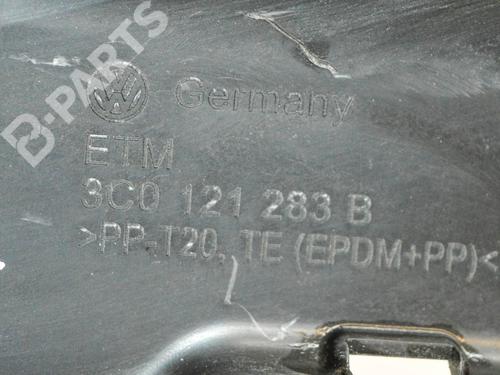 B-PARTS
Germany
ETM
3C0 121 283 B
>PP-T20, TE (EPDM+PP)<